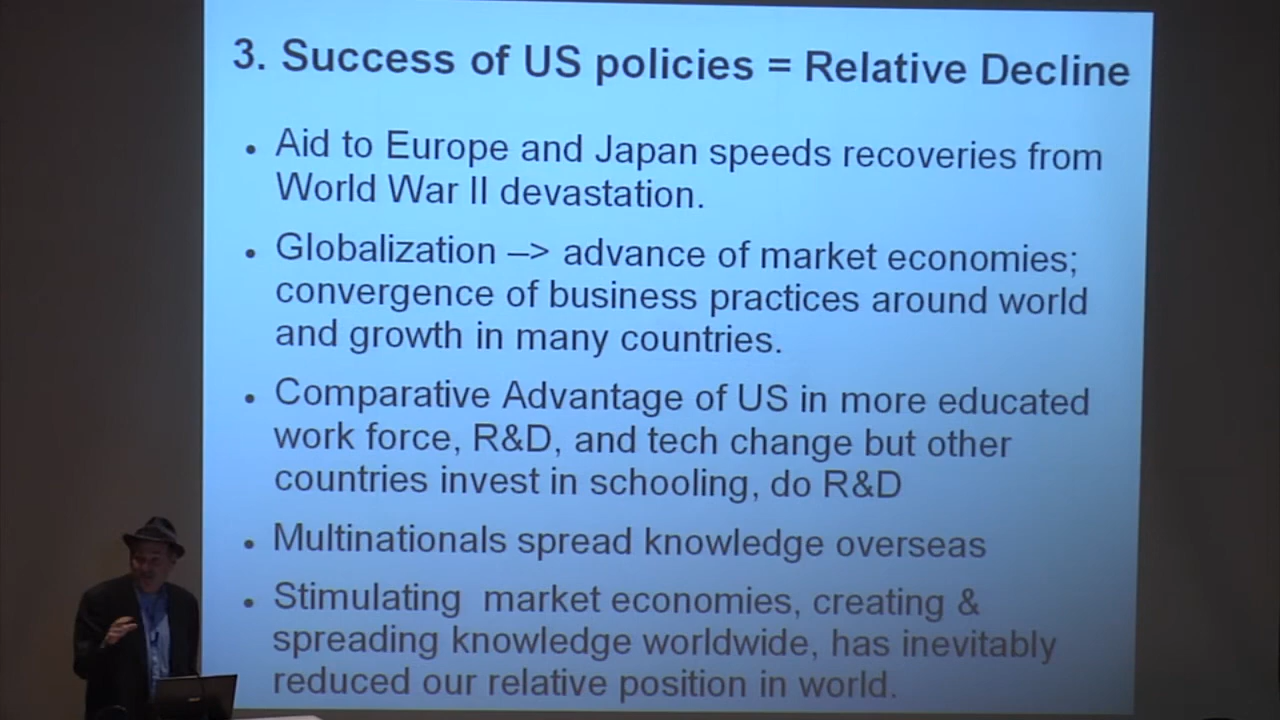 3. Success of US policies = Relative Decline
• Aid to Europe and Japan speeds recoveries from
World War II devastation.
• Globalization –> advance of market economies;
convergence of business practices around world
and growth in many countries.
• Comparative Advantage of US in more educated
work force, R&D, and tech change but other
countries invest in schooling, do R&D
• Multinationals spread knowledge overseas
• Stimulating  market economies, creating &
spreading knowledge worldwide, has inevitably
reduced our relative position in world.